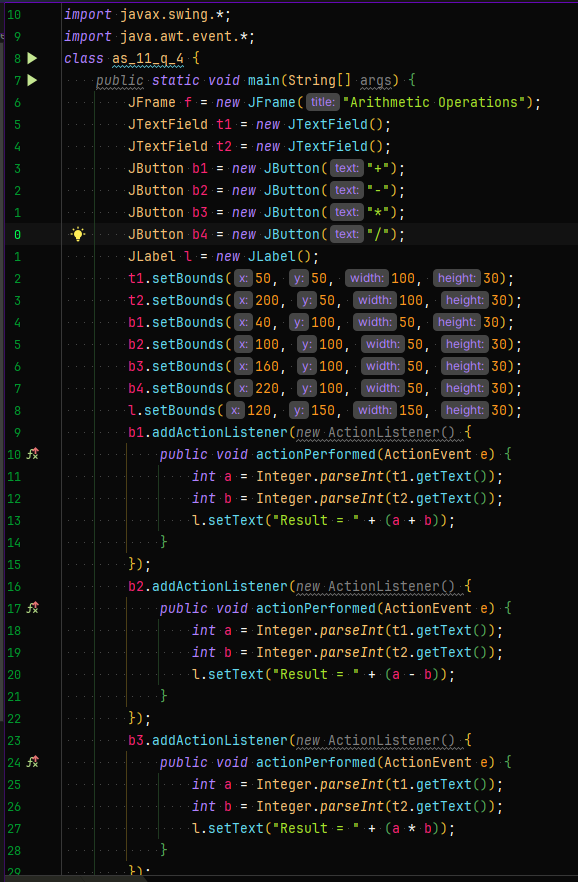 10 import javax.swing.*;
9 import java.awt.event.*;
8 class as_11_q_4 {
7 public static void main(String[] args) {
6 JFrame f = new JFrame( title: "Arithmetic Operations");
5 JTextField t1 = new JTextField();
4 JTextField t2 = new JTextField();
3 JButton b1 = new JButton( text: "+");
2 JButton b2 = new JButton( text: "-");
1 JButton b3 = new JButton( text: "*");
0 JButton b4 = new JButton( text: "/");
1 JLabel l = new JLabel();
2 t1.setBounds( x: 50, y: 50, width: 100, height: 30);
3 t2.setBounds( x: 200, y: 50, width: 100, height: 30);
4 b1.setBounds( x: 40, y: 100, width: 50, height: 30);
5 b2.setBounds( x: 100, y: 100, width: 50, height: 30);
6 b3.setBounds( x: 160, y: 100, width: 50, height: 30);
7 b4.setBounds( x: 220, y: 100, width: 50, height: 30);
8 l.setBounds( x: 120, y: 150, width: 150, height: 30);
9 b1.addActionListener(new ActionListener() {
10 public void actionPerformed(ActionEvent e) {
11 int a = Integer.parseInt(t1.getText());
12 int b = Integer.parseInt(t2.getText());
13 l.setText("Result = " + (a + b));
14 }
15 });
16 b2.addActionListener(new ActionListener() {
17 public void actionPerformed(ActionEvent e) {
18 int a = Integer.parseInt(t1.getText());
19 int b = Integer.parseInt(t2.getText());
20 l.setText("Result = " + (a - b));
21 }
22 });
23 b3.addActionListener(new ActionListener() {
24 public void actionPerformed(ActionEvent e) {
25 int a = Integer.parseInt(t1.getText());
26 int b = Integer.parseInt(t2.getText());
27 l.setText("Result = " + (a * b));
28 }
29 });